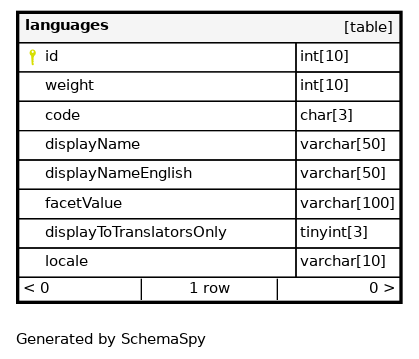 languages [table]
id int[10]
weight int[10]
code char[3]
displayName varchar[50]
displayNameEnglish varchar[50]
facetValue varchar[100]
displayToTranslatorsOnly tinyint[3]
locale varchar[10]
< 0 1 row 0 >
Generated by SchemaSpy